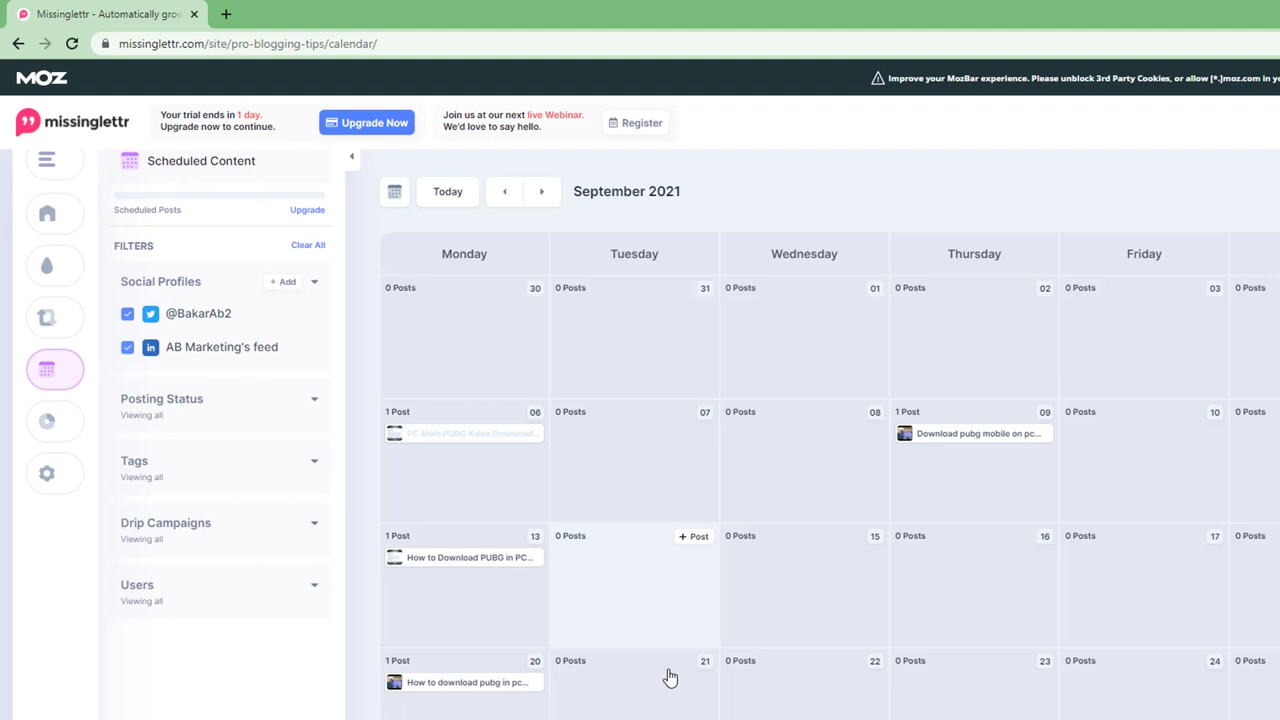 Missinglettr - Automatically grow
missinglettr.com/site/pro-blogging-tips/calendar/
MOZ
Improve your MozBar experience. Please unblock 3rd Party Cookies, or allow [*.]moz.com in
missinglettr
Your trial ends in 1 day.
Upgrade now to continue.
Upgrade Now
Join us at our next live Webinar.
We'd love to say hello.
Register
Scheduled Content
Scheduled Posts
Upgrade
FILTERS
Clear All
Social Profiles
+ Add
@BakarAb2
AB Marketing's feed
Posting Status
Viewing all
Tags
Viewing all
Drip Campaigns
Viewing all
Users
Viewing all
Today
September 2021
Monday Tuesday Wednesday Thursday Friday
0 Posts 30 0 Posts 31 0 Posts 01 0 Posts 02 0 Posts 03 0 Posts
1 Post 06 0 Posts 07 0 Posts 08 1 Post 09 0 Posts 10 0 Posts
PC Mein PUBG Kaise Download...
Download pubg mobile on pc...
1 Post 13 0 Posts + Post 0 Posts 15 0 Posts 16 0 Posts 17 0 Posts
How to Download PUBG in PC...
1 Post 20 0 Posts 21 0 Posts 22 0 Posts 23 0 Posts 24 0 Posts
How to download pubg in pc...